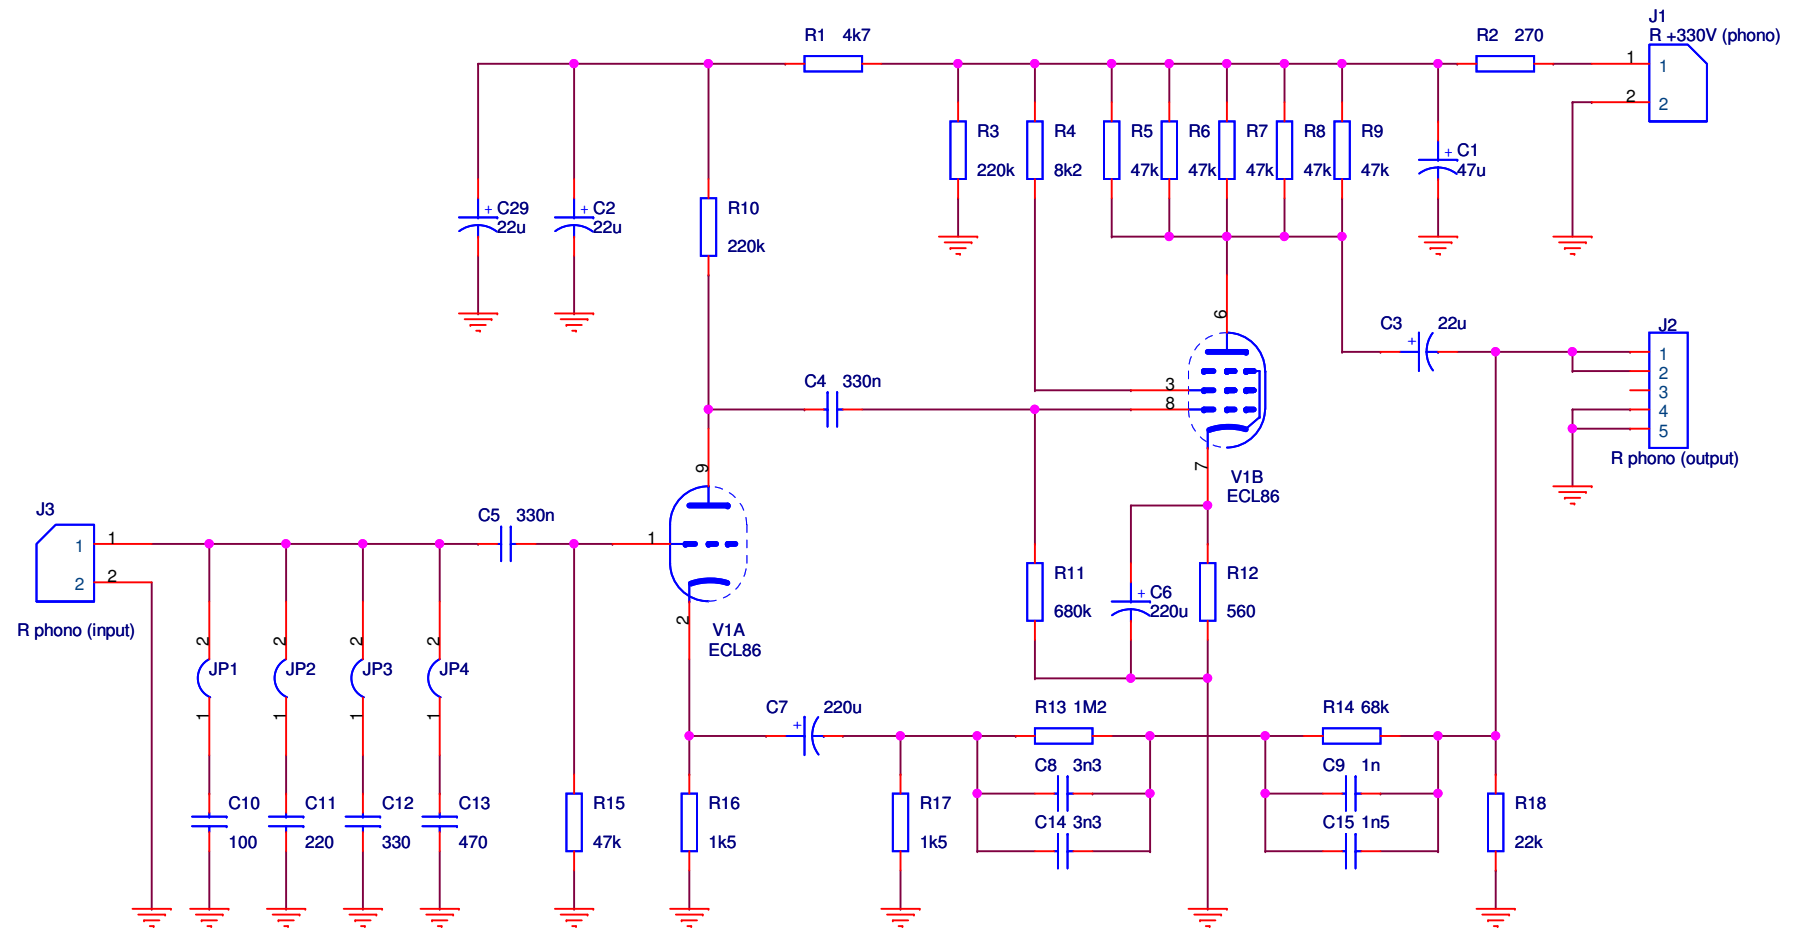 J1
R +330V (phono)
R1 4k7
R2 270
1
1
2
2
R3
R4
R5
R6
R7
R8
R9
220k
8k2
47k
47k
47k
47k
47k
+ C1
47u
+ C29
22u
+ C2
22u
R10
220k
6
C3 22u
+
J2
1
2
3
4
5
R phono (output)
C4 330n
3
8
7
V1B
ECL86
9
J3
1
1
2
2
R phono (input)
C5 330n
1
2
V1A
ECL86
R11
680k
+ C6
220u
R12
560
2
2
2
2
JP1
JP2
JP3
JP4
1
1
1
1
C7 220u
+
R13 1M2
R14 68k
C8 3n3
C9 1n
C14 3n3
C15 1n5
C10
100
C11
220
C12
330
C13
470
R15
47k
R16
1k5
R17
1k5
R18
22k